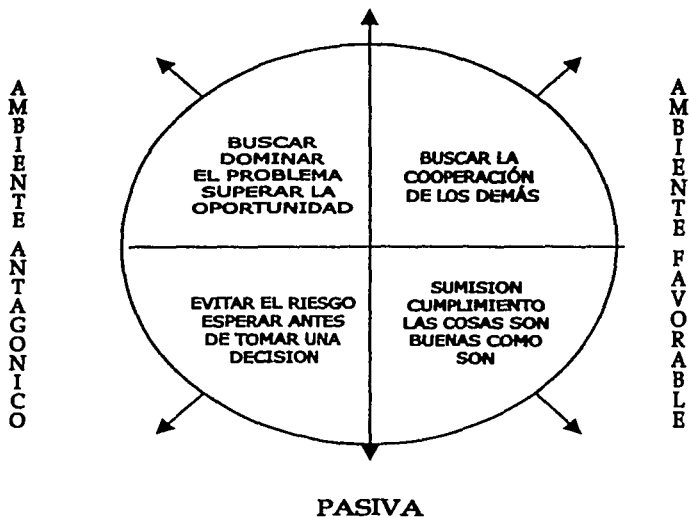 AMBIENTE ANTAGONICO
BUSCAR
DOMINAR
EL PROBLEMA
SUPERAR LA
OPORTUNIDAD
BUSCAR LA
COOPERACIÓN
DE LOS DEMÁS
EVITAR EL RIESGO
ESPERAR ANTES
DE TOMAR UNA
DECISION
SUMISION
CUMPLIMIENTO
LAS COSAS SON
BUENAS COMO
SON
AMBIENTE FAVORABLE
PASIVA